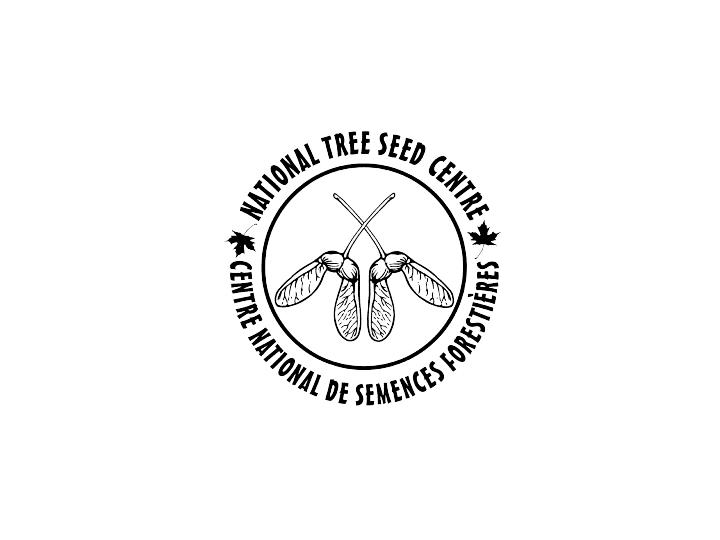 NATIONAL TREE SEED CENTRE
CENTRE NATIONAL DE SEMENCES FORESTIÈRES